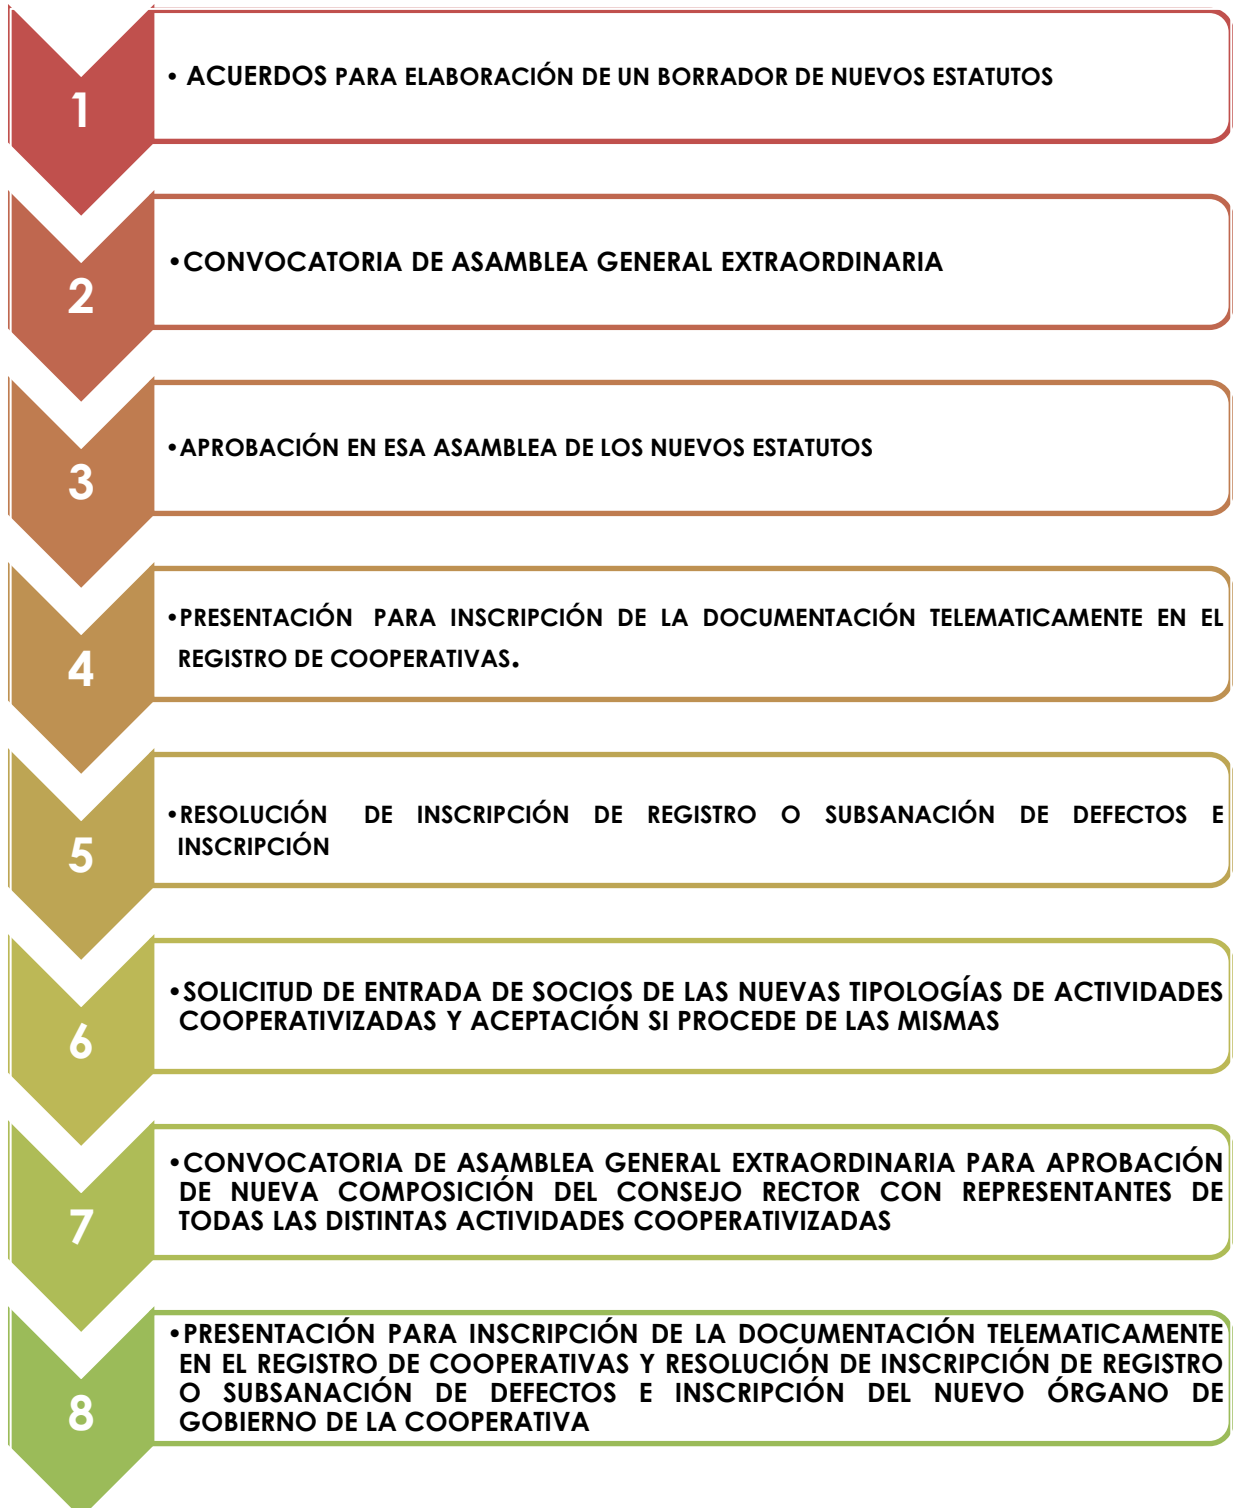 1
• ACUERDOS PARA ELABORACIÓN DE UN BORRADOR DE NUEVOS ESTATUTOS
2
•CONVOCATORIA DE ASAMBLEA GENERAL EXTRAORDINARIA
3
•APROBACIÓN EN ESA ASAMBLEA DE LOS NUEVOS ESTATUTOS
4
•PRESENTACIÓN PARA INSCRIPCIÓN DE LA DOCUMENTACIÓN TELEMATICAMENTE EN EL
REGISTRO DE COOPERATIVAS.
5
•RESOLUCIÓN DE INSCRIPCIÓN DE REGISTRO O SUBSANACIÓN DE DEFECTOS E
INSCRIPCIÓN
6
•SOLICITUD DE ENTRADA DE SOCIOS DE LAS NUEVAS TIPOLOGÍAS DE ACTIVIDADES
COOPERATIVIZADAS Y ACEPTACIÓN SI PROCEDE DE LAS MISMAS
7
•CONVOCATORIA DE ASAMBLEA GENERAL EXTRAORDINARIA PARA APROBACIÓN
DE NUEVA COMPOSICIÓN DEL CONSEJO RECTOR CON REPRESENTANTES DE
TODAS LAS DISTINTAS ACTIVIDADES COOPERATIVIZADAS
8
•PRESENTACIÓN PARA INSCRIPCIÓN DE LA DOCUMENTACIÓN TELEMATICAMENTE
EN EL REGISTRO DE COOPERATIVAS Y RESOLUCIÓN DE INSCRIPCIÓN DE REGISTRO
O SUBSANACIÓN DE DEFECTOS E INSCRIPCIÓN DEL NUEVO ÓRGANO DE
GOBIERNO DE LA COOPERATIVA